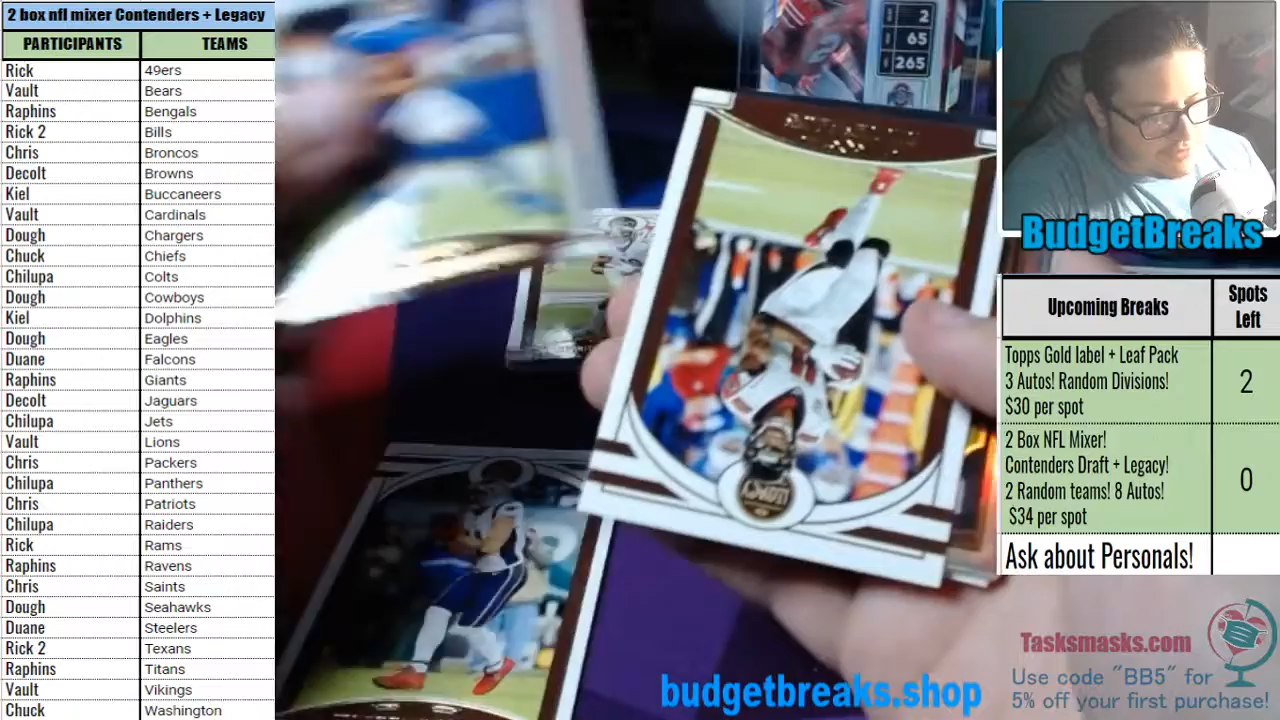 2 box nfl mixer Contenders + Legacy
PARTICIPANTS TEAMS
Rick 49ers
Vault Bears
Raphins Bengals
Rick 2 Bills
Chris Broncos
Decolt Browns
Kiel Buccaneers
Vault Cardinals
Dough Chargers
Chuck Chiefs
Chilupa Colts
Dough Cowboys
Kiel Dolphins
Dough Eagles
Duane Falcons
Raphins Giants
Decolt Jaguars
Chilupa Jets
Vault Lions
Chris Packers
Chilupa Panthers
Chris Patriots
Chilupa Raiders
Rick Rams
Raphins Ravens
Chris Saints
Dough Seahawks
Duane Steelers
Rick 2 Texans
Raphins Titans
Vault Vikings
Chuck Washington
2
65
265
BudgetBreaks
Upcoming Breaks
Spots
Left
Topps Gold label + Leaf Pack
3 Autos! Random Divisions!
$30 per spot
2
2 Box NFL Mixer!
Contenders Draft + Legacy!
2 Random teams! 8 Autos!
$34 per spot
0
Ask about Personals!
Tasksmasks.com
Use code "BB5" for
5% off your first purchase!
budgetbreaks.shop